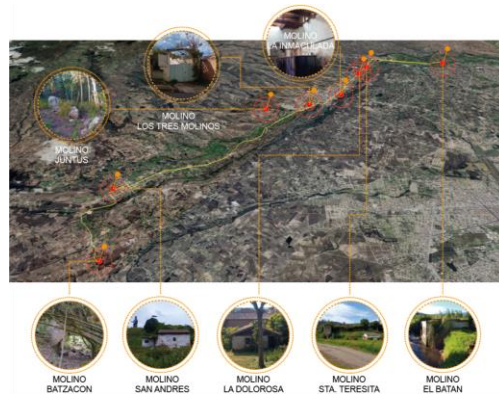 MOLINO
LA INMACULADA
MOLINO
LOS TRES MOLINOS
MOLINO
JUNTUS
MOLINO
BATZACON
MOLINO
SAN ANDRES
MOLINO
LA DOLOROSA
MOLINO
STA. TERESITA
MOLINO
EL BATAN